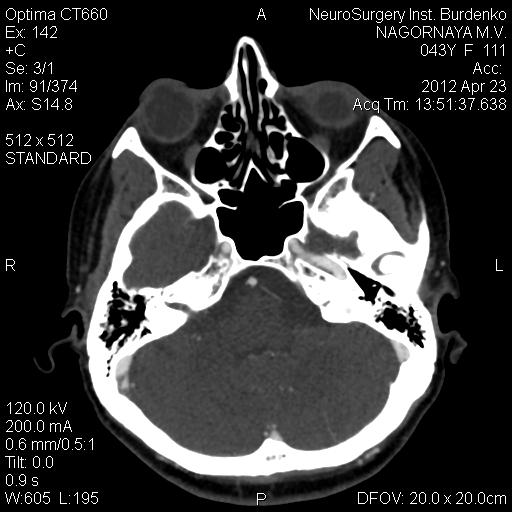 Optima CT660
Ex: 142
+C
Se: 3/1
Im: 91/374
Ax: S14.8
512 x 512
STANDARD
A
NeuroSurgery Inst. Burdenko
NAGORNAYA M.V.
043Y F 111
Acc:
2012 Apr 23
Acq Tm: 13:51:37.638
R
L
120.0 kV
200.0 mA
0.6 mm/0.5:1
Tilt: 0.0
0.9 s
W:605 L:195
P
DFOV: 20.0 x 20.0cm